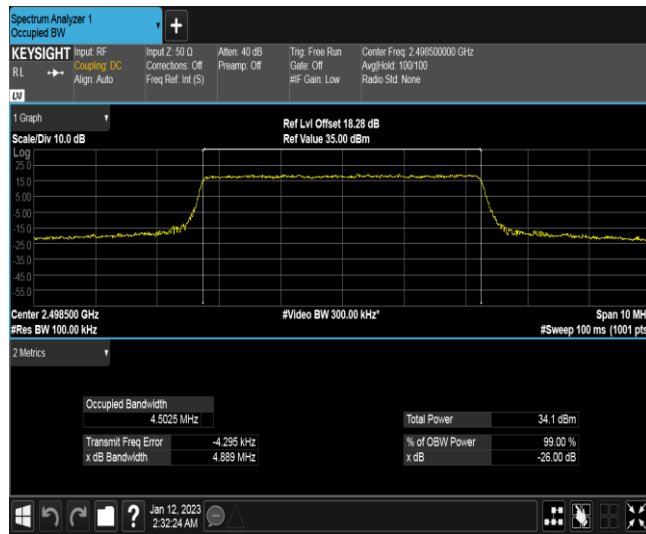 Spectrum Analyzer 1
Occupied BW
+
KEYSIGHT
RL
LXI
Input: RF
Coupling: DC
Align: Auto
Input Z: 50 Ω
Corrections: Off
Freq Ref: Int (S)
Atten: 40 dB
Preamp: Off
Trig: Free Run
Gate: Off
#IF Gain: Low
Center Freq: 2.498500000 GHz
Avg|Hold: 100/100
Radio Std: None
1 Graph
Scale/Div 10.0 dB
Ref Lvl Offset 18.28 dB
Ref Value 35.00 dBm
Log
25.0
15.0
5.00
-5.00
-15.0
-25.0
-35.0
-45.0
-55.0
Center 2.498500 GHz
#Res BW 100.00 kHz
#Video BW 300.00 kHz*
Span 10 MH
#Sweep 100 ms (1001 pts
2 Metrics
Occupied Bandwidth
4.5025 MHz
Transmit Freq Error -4.295 kHz
x dB Bandwidth 4.889 MHz
Total Power 34.1 dBm
% of OBW Power 99.00 %
x dB -26.00 dB
?
Jan 12, 2023
2:32:24 AM